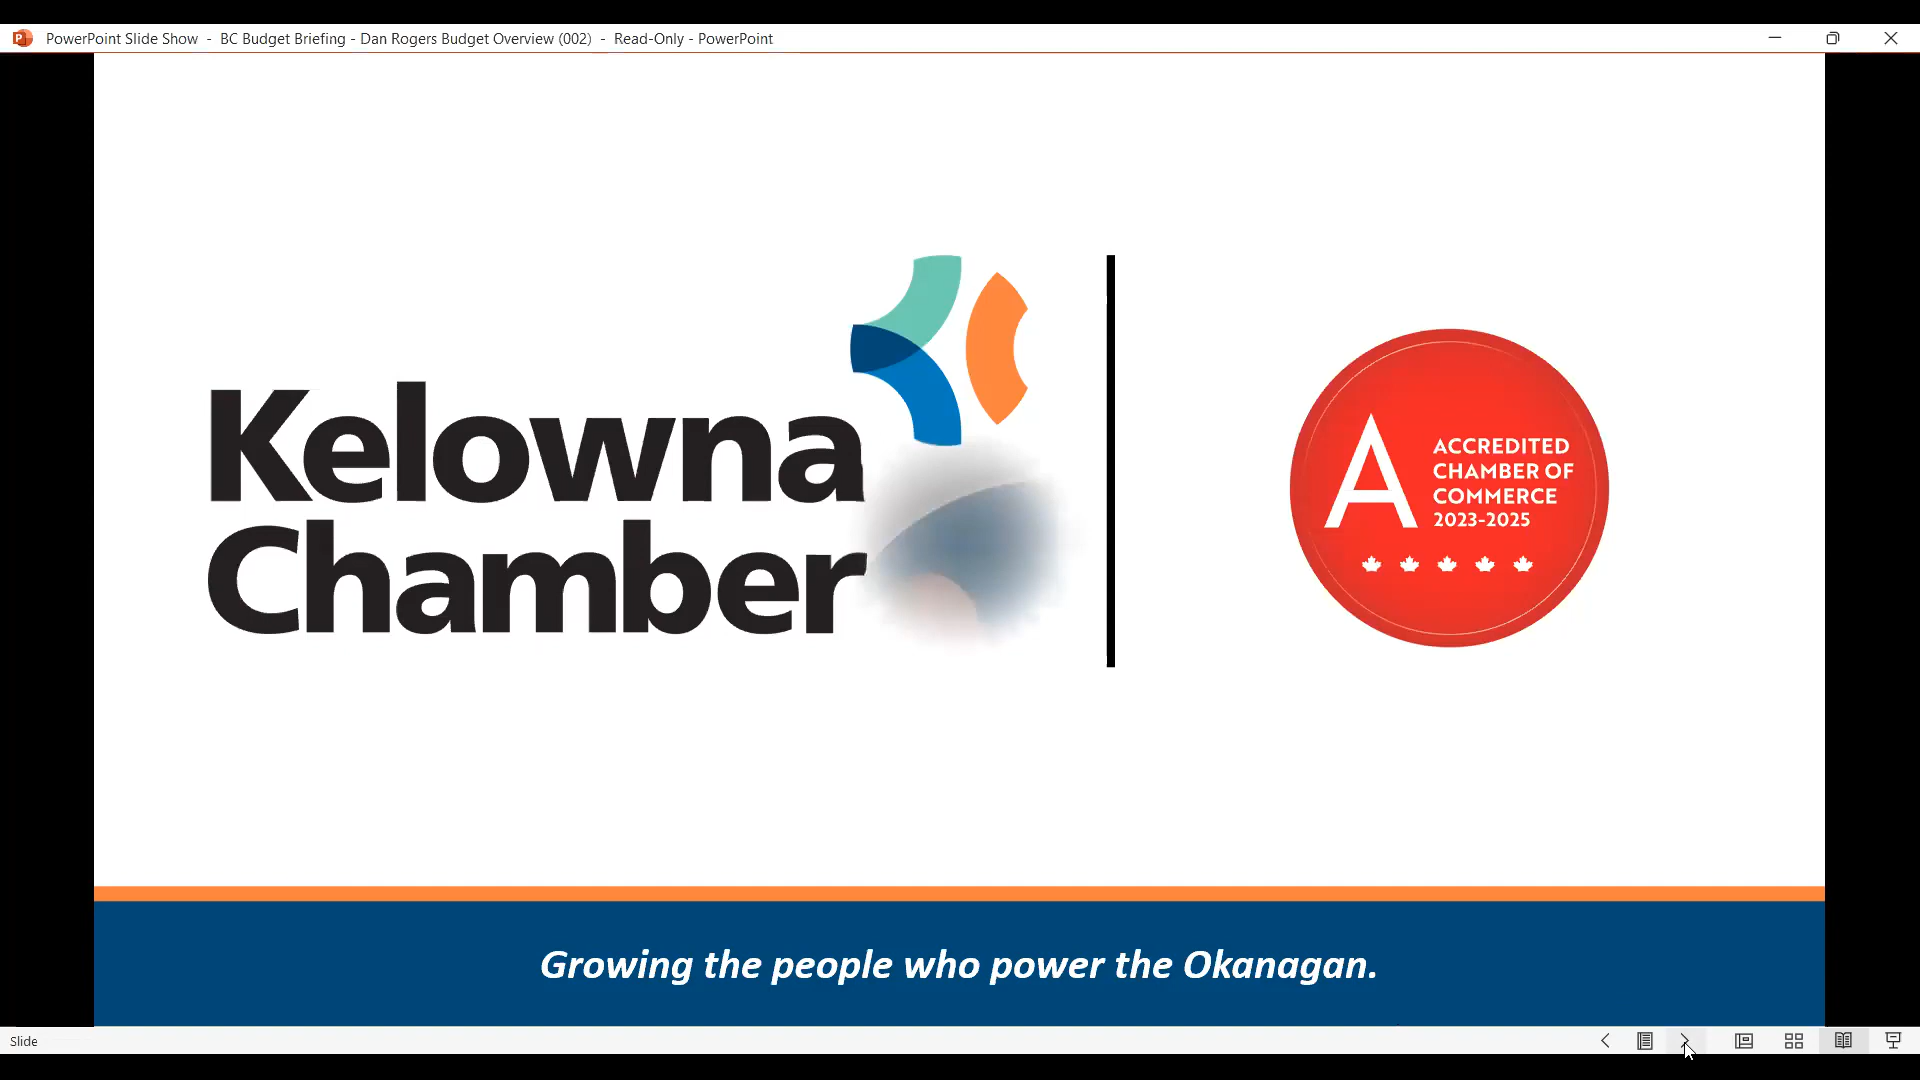 PowerPoint Slide Show - BC Budget Briefing - Dan Rogers Budget Overview (002) - Read-Only - PowerPoint
Kelowna
Chamber
A
ACCREDITED
CHAMBER OF
COMMERCE
2023-2025
Growing the people who power the Okanagan.
Slide